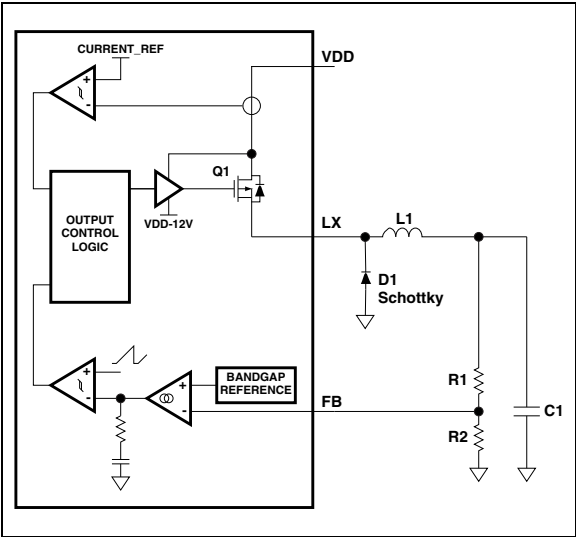 CURRENT_REF
VDD
+
-
Q1
OUTPUT
CONTROL
LOGIC
VDD-12V
LX
L1
D1
Schottky
+
-
+
-
BANDGAP
REFERENCE
FB
R1
R2
C1